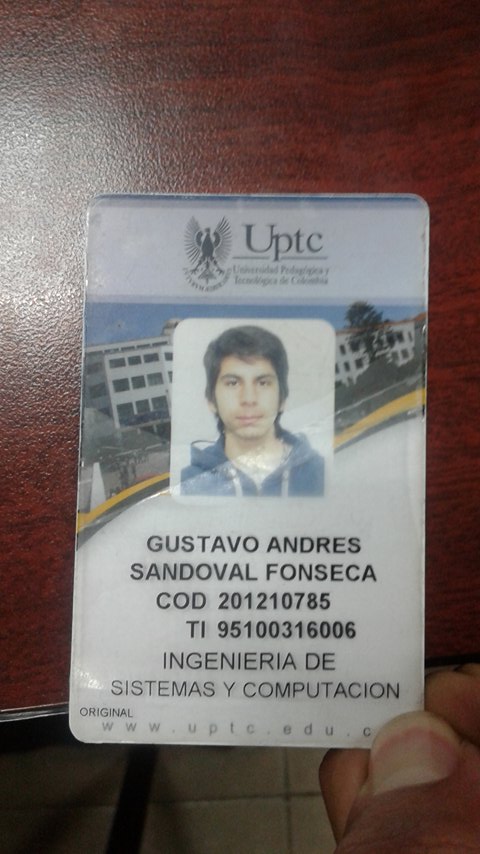 Uptc
Universidad Pedagógica y
Tecnológica de Colombia
GUSTAVO ANDRES
SANDOVAL FONSECA
COD 201210785
TI 95100316006
INGENIERIA DE
SISTEMAS Y COMPUTACION
ORIGINAL
www.uptc.edu.c